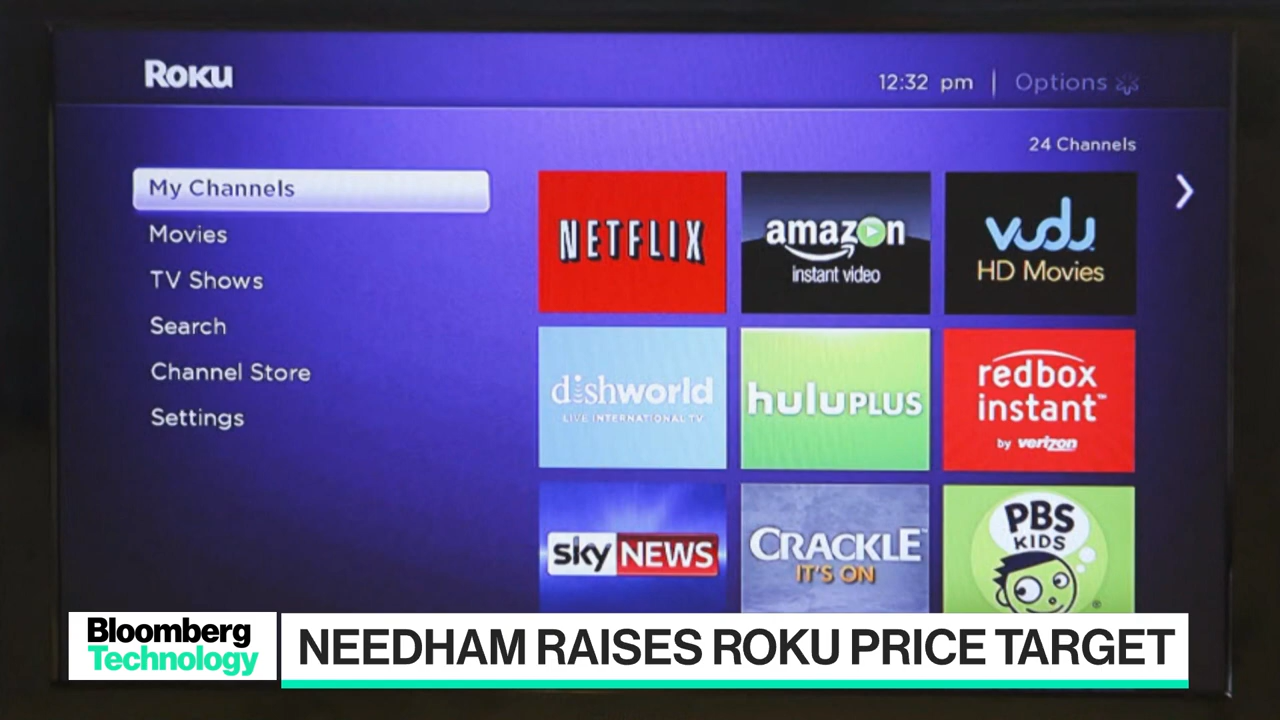 Roku
12:32 pm | Options
24 Channels
My Channels
Movies
TV Shows
Search
Channel Store
Settings
NETFLIX
amazon
instant video
vudu
HD Movies
dishworld
LIVE INTERNATIONAL TV
huluPLUS
redbox
instant™
by verizon
sky NEWS
CRACKLE
IT'S ON
PBS
KIDS
®
Bloomberg
Technology
NEEDHAM RAISES ROKU PRICE TARGET